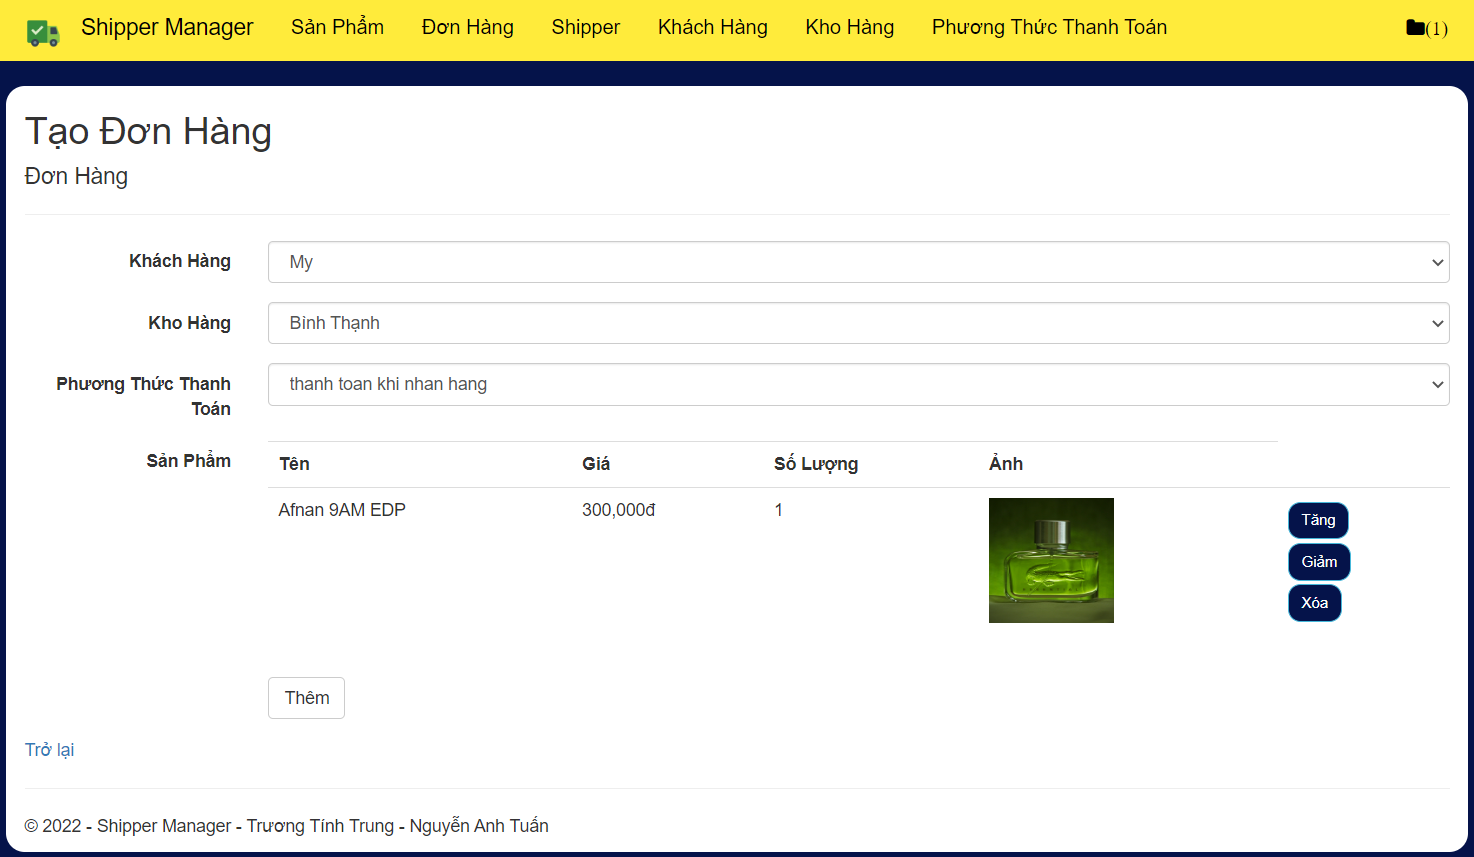 Shipper Manager Sản Phẩm Đơn Hàng Shipper Khách Hàng Kho Hàng Phương Thức Thanh Toán (1)
Tạo Đơn Hàng
Đơn Hàng
Khách Hàng My
Kho Hàng Bình Thạnh
Phương Thức Thanh Toán thanh toan khi nhan hang
Sản Phẩm
Tên Giá Số Lượng Ảnh
Afnan 9AM EDP 300,000đ 1
Tăng
Giảm
Xóa
Thêm
Trở lại
© 2022 - Shipper Manager - Trương Tính Trung - Nguyễn Anh Tuấn